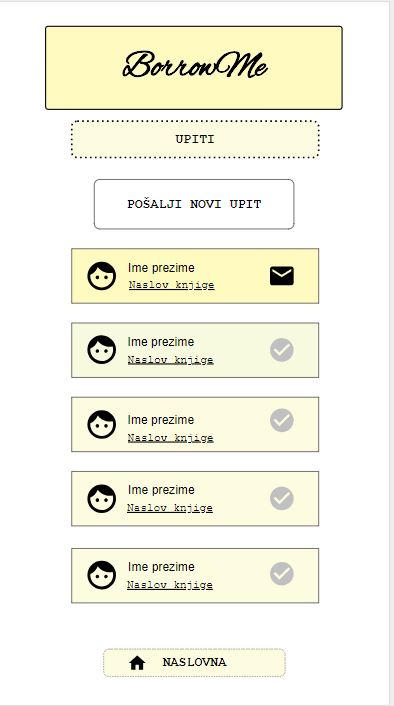 BorrowMe
UPITI
POŠALJI NOVI UPIT
Ime prezime
Naslov knjige
Ime prezime
Naslov knjige
Ime prezime
Naslov knjige
Ime prezime
Naslov knjige
Ime prezime
Naslov knjige
NASLOVNA